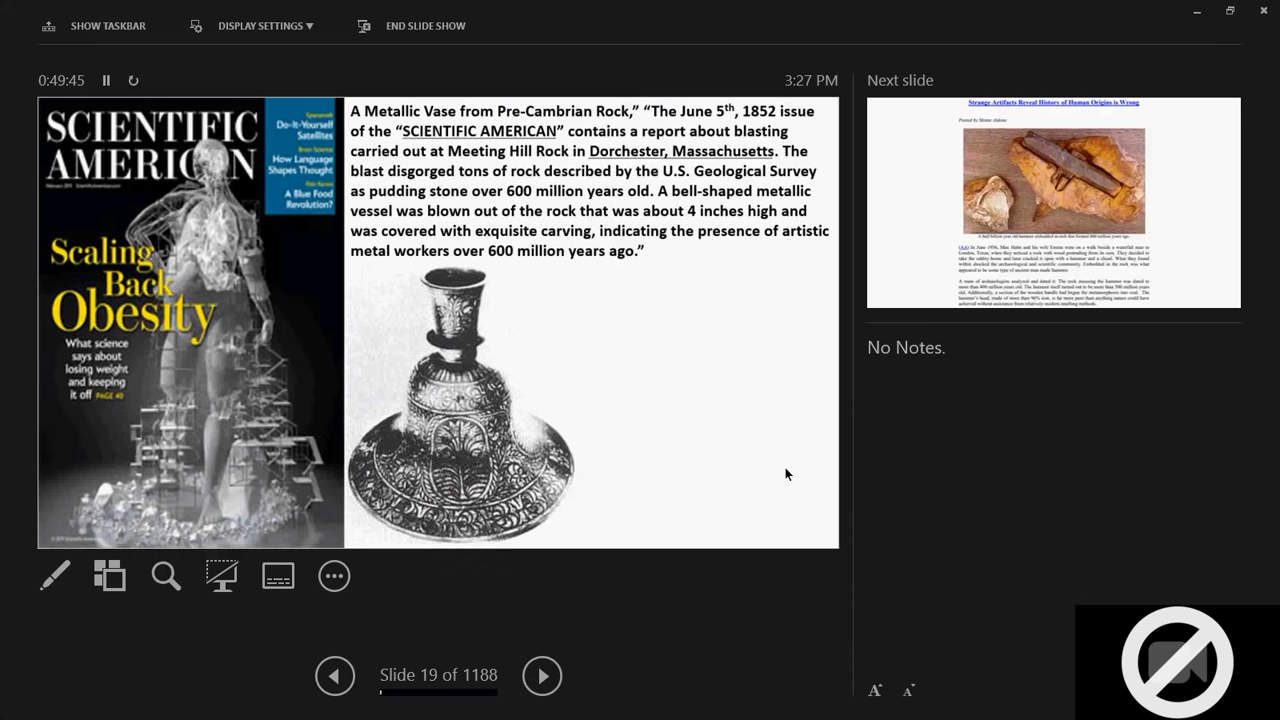 SHOW TASKBAR
DISPLAY SETTINGS ▼
END SLIDE SHOW
0:49:45
3:27 PM
SCIENTIFIC
AMERICAN
Spacecraft
Do-It-Yourself
Satellites
Brain Science
How Language
Shapes Thought
A Blue Food
Revolution?
Scaling
Back
Obesity
What science
says about
losing weight
and keeping
it off PAGE 40
A Metallic Vase from Pre-Cambrian Rock,” “The June 5th, 1852 issue
of the “SCIENTIFIC AMERICAN” contains a report about blasting
carried out at Meeting Hill Rock in Dorchester, Massachusetts. The
blast disgorged tons of rock described by the U.S. Geological Survey
as pudding stone over 600 million years old. A bell-shaped metallic
vessel was blown out of the rock that was about 4 inches high and
was covered with exquisite carving, indicating the presence of artistic
metal workers over 600 million years ago.”
Next slide
Strange Artifacts Reveal History of Human Origins is Wrong
No Notes.
Slide 19 of 1188
A A